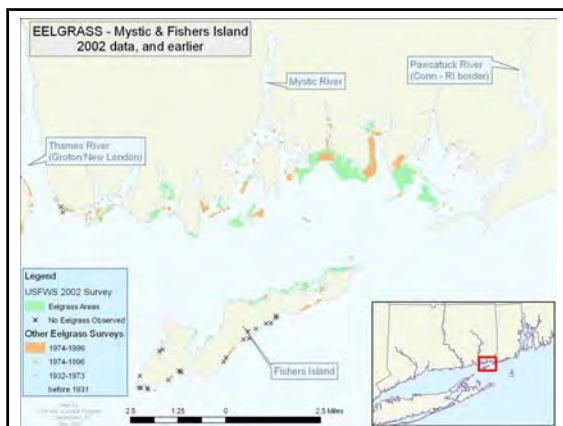 EELGRASS - Mystic & Fishers Island
2002 data, and earlier
Pawcatuck River
(Conn - RI border)
Mystic River
Thames River
(Groton/New London)
Legend
USFWS 2002 Survey
Eelgrass Areas
No Eelgrass Observed
Other Eelgrass Surveys
1974-1996
1974-1996
1932-1973
before 1931
Fishers Island
2.5 1.25 0 2.5 Miles